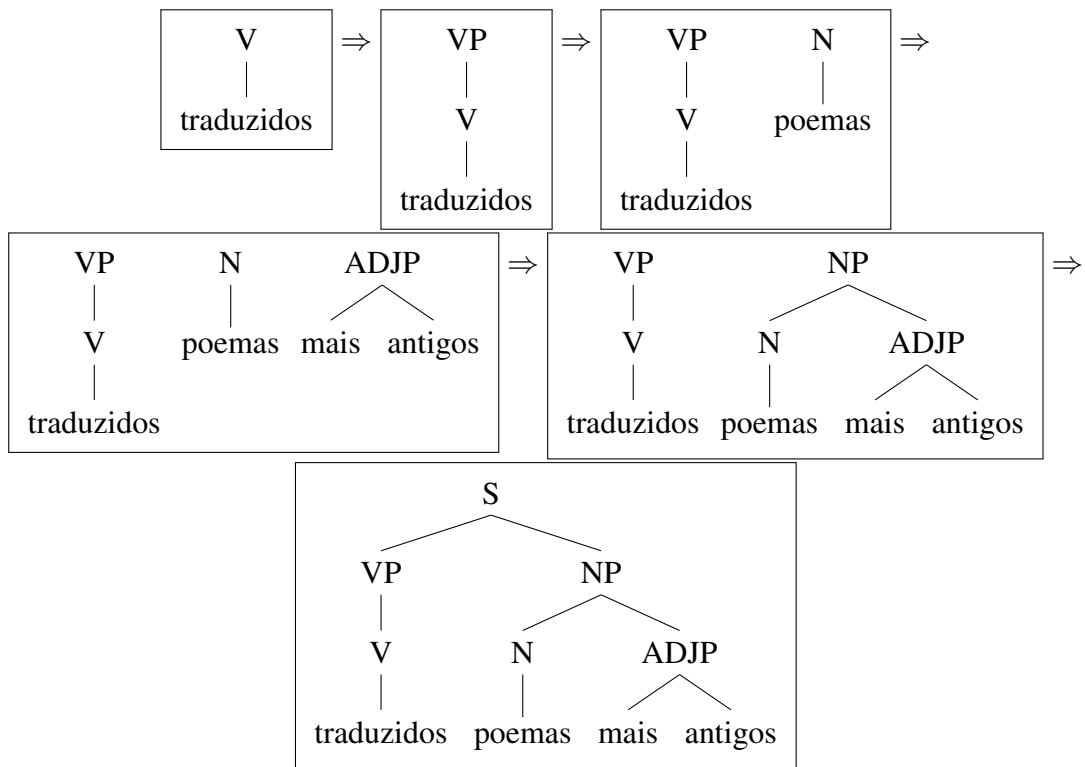 V ⇒ VP ⇒ VP N ⇒
traduzidos V V poemas
traduzidos traduzidos
VP N ADJP ⇒ VP NP ⇒
V poemas mais antigos V N ADJP
traduzidos traduzidos poemas mais antigos
S
VP NP
V N ADJP
traduzidos poemas mais antigos